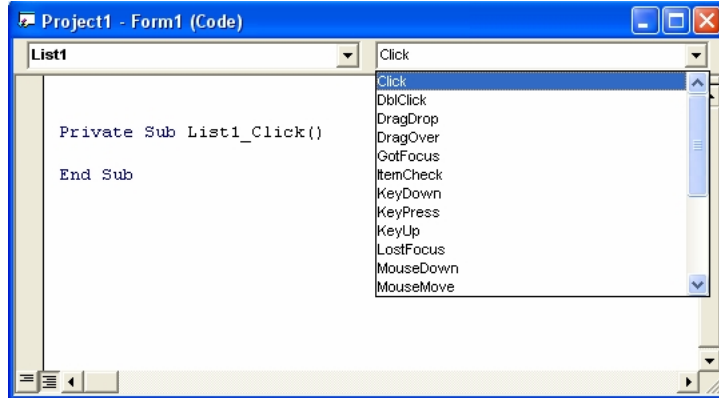 Project1 - Form1 (Code)
List1
Click
Click
DblClick
DragDrop
DragOver
GotFocus
ItemCheck
KeyDown
KeyPress
KeyUp
LostFocus
MouseDown
MouseMove
Private Sub List1_Click()
End Sub